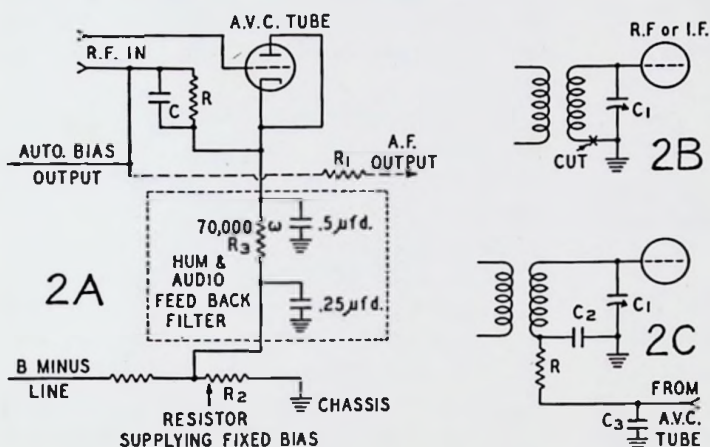 A.V.C. TUBE
R.F. IN
C
R
AUTO. BIAS
OUTPUT
R1
A.F.
OUTPUT
70,000 ω
R3
.5 µfd.
HUM &
AUDIO
FEED BACK
FILTER
.25 µfd.
2A
B MINUS
LINE
R2
CHASSIS
RESISTOR
SUPPLYING FIXED BIAS
R.F or I.F.
C1
CUT
2B
C2
C1
2C
R
FROM
A.V.C.
TUBE
C3